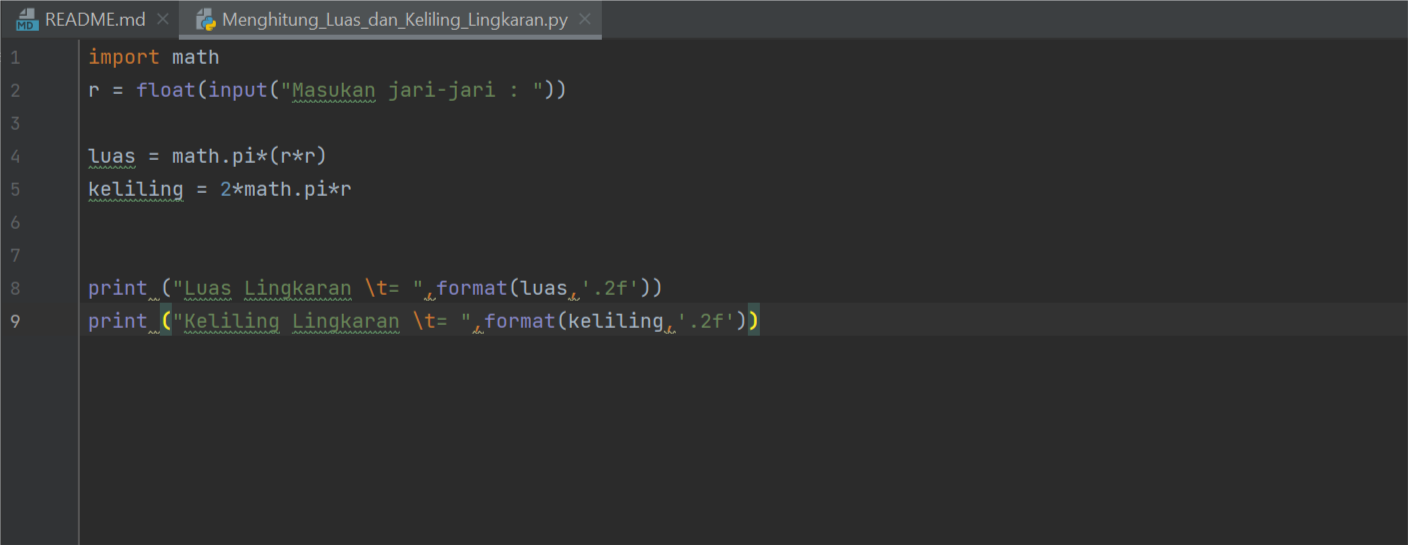 MD README.md × Menghitung_Luas_dan_Keliling_Lingkaran.py ×
1 import math
2 r = float(input("Masukan jari-jari : "))
3
4 luas = math.pi*(r*r)
5 keliling = 2*math.pi*r
6
7
8 print ("Luas Lingkaran \t= ",format(luas,'.2f'))
9 print ("Keliling Lingkaran \t= ",format(keliling,'.2f'))